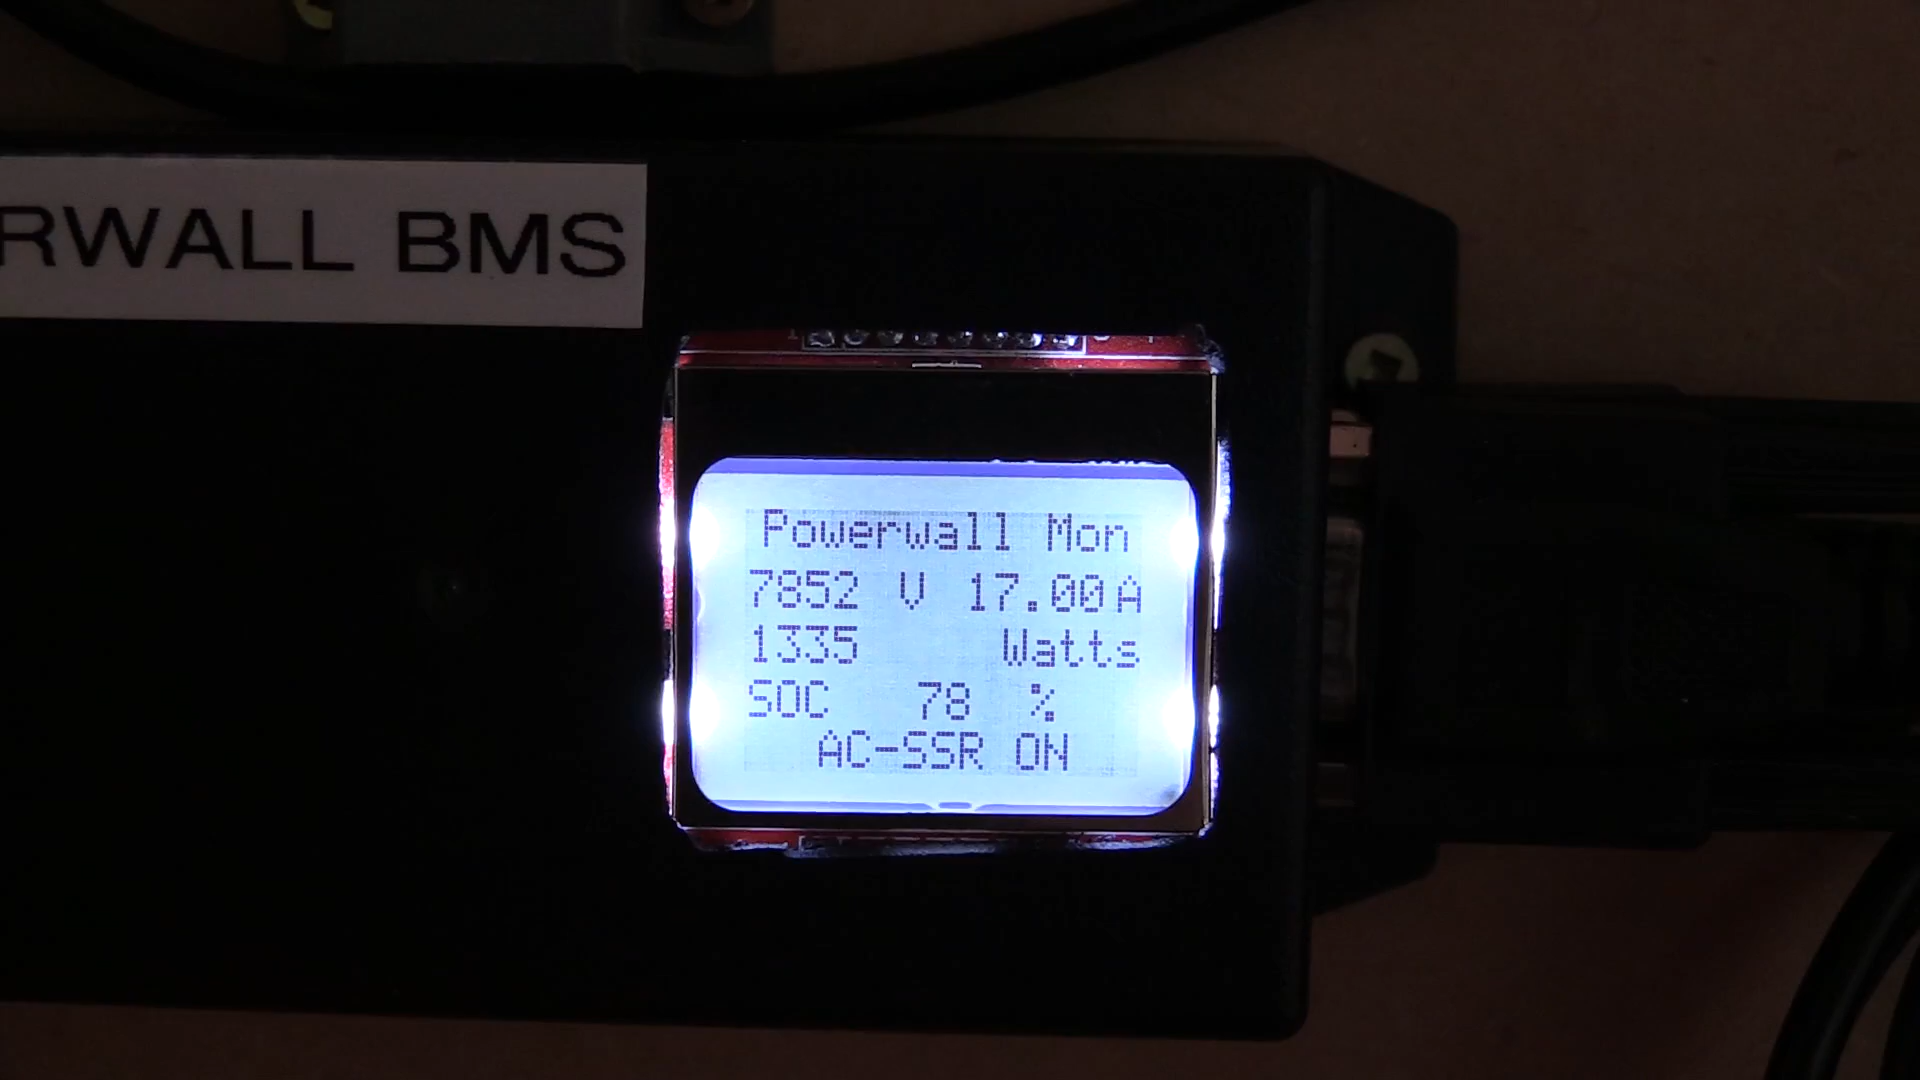 RWALL BMS
Powerwall Mon
7852 V 17.00A
1335 Watts
SOC 78 %
AC-SSR ON